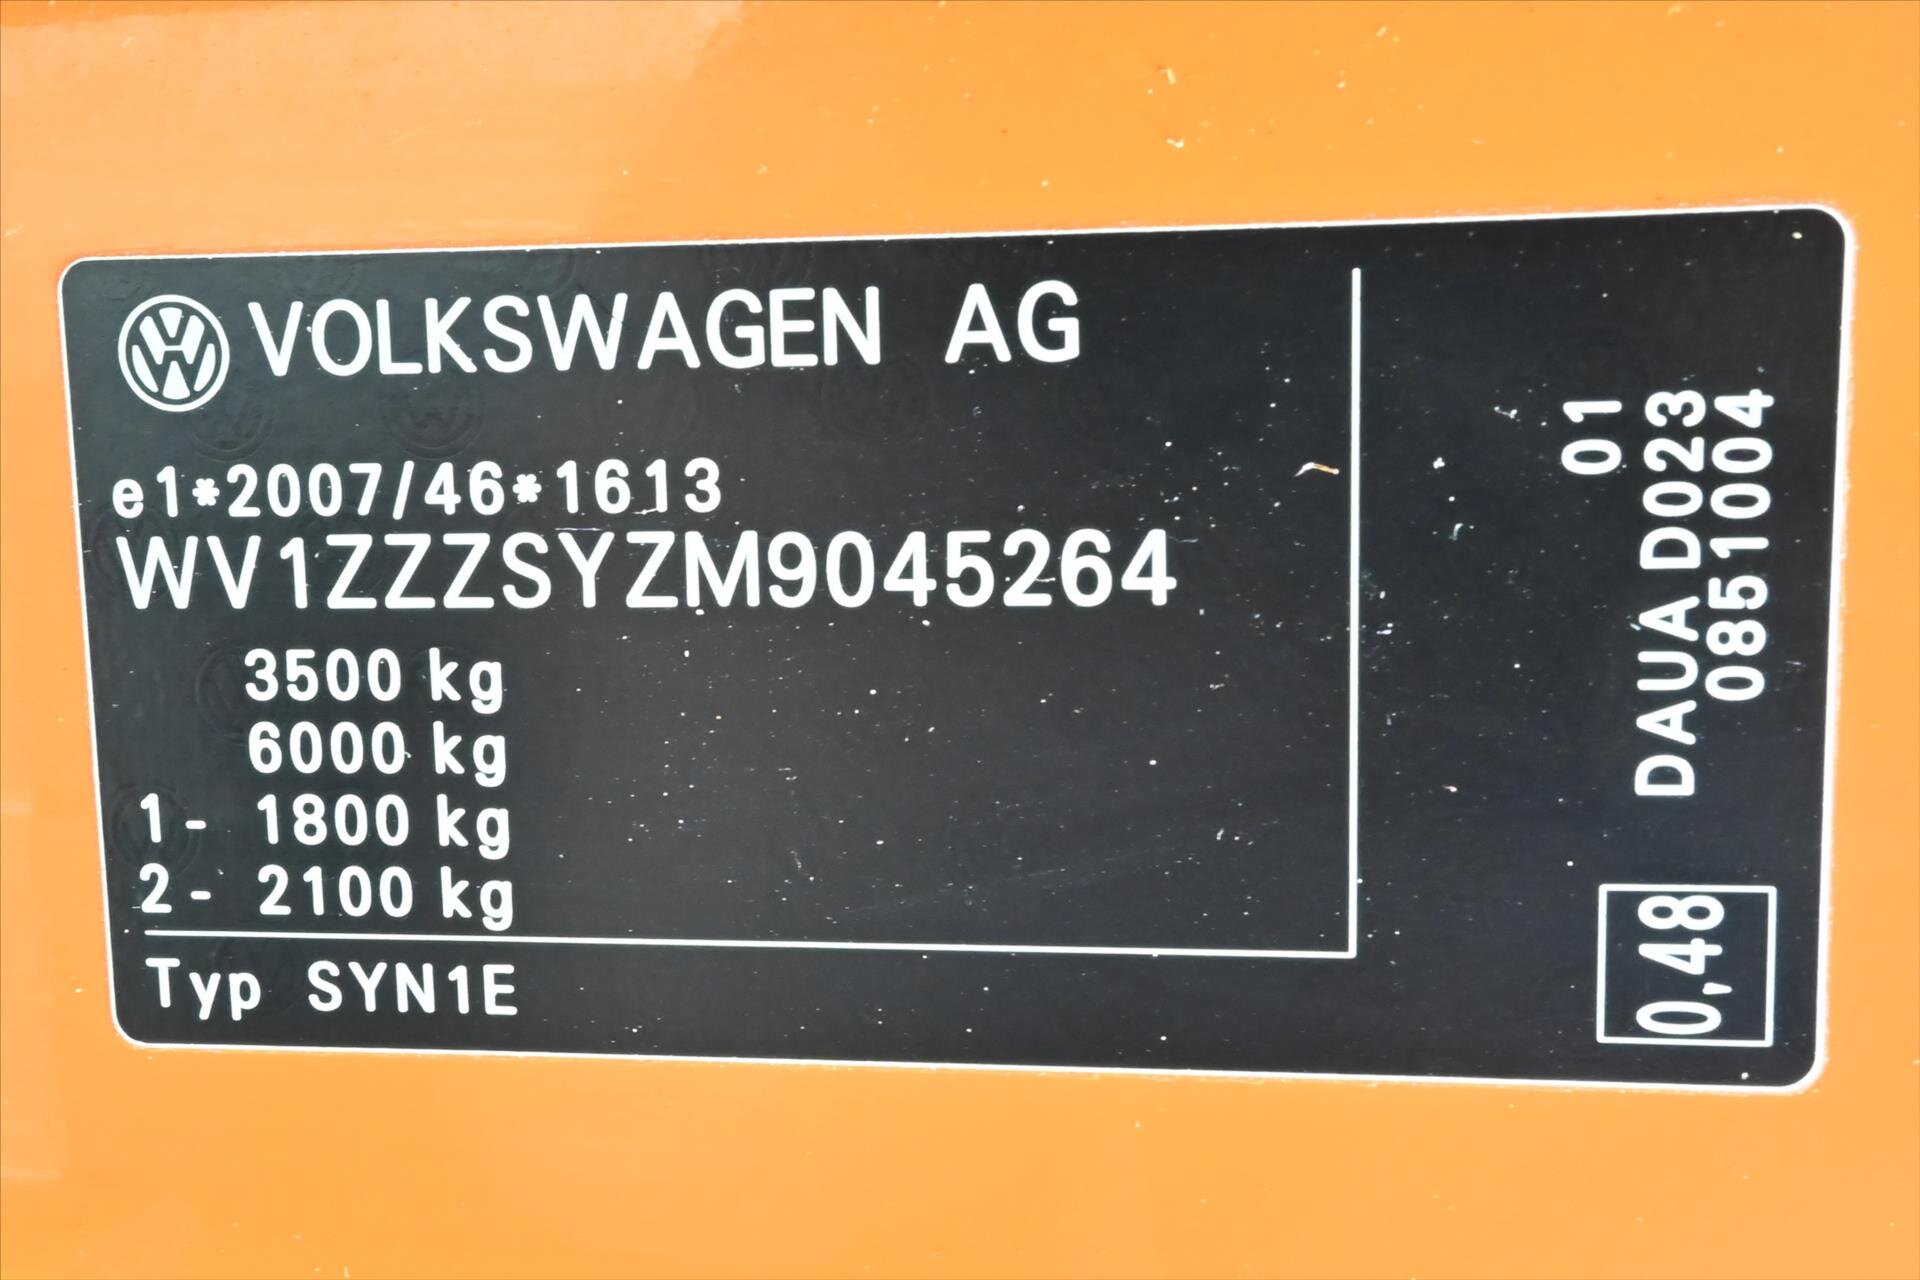 VOLKSWAGEN AG
e1*2007/46*1613
WV1ZZZSYZM9045264
3500 kg
6000 kg
1- 1800 kg
2- 2100 kg
Typ SYN1E
01
DAUA D023
0851004
0,48